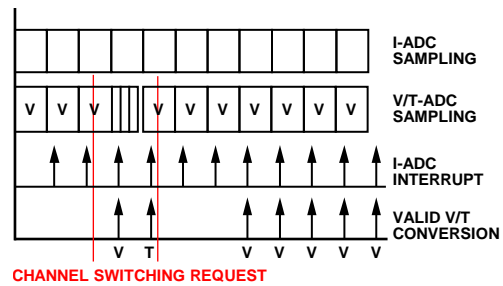 I-ADC
SAMPLING
V V V V V V V V V V
V/T-ADC
SAMPLING
I-ADC
INTERRUPT
VALID V/T
CONVERSION
V T V V V V V
CHANNEL SWITCHING REQUEST